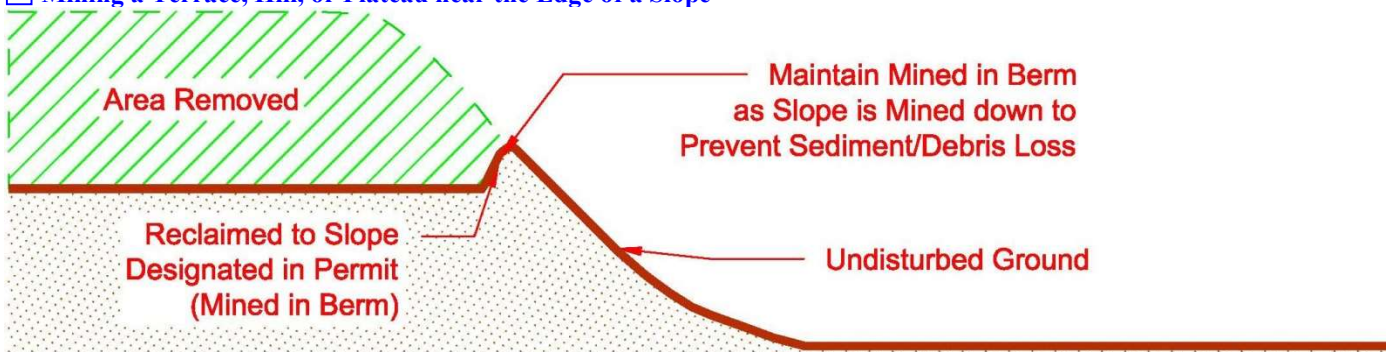 Mining a Terrace, Hill, or Plateau near the Edge of a Slope
Area Removed
Maintain Mined in Berm
as Slope is Mined down to
Prevent Sediment/Debris Loss
Reclaimed to Slope
Designated in Permit
(Mined in Berm)
Undisturbed Ground